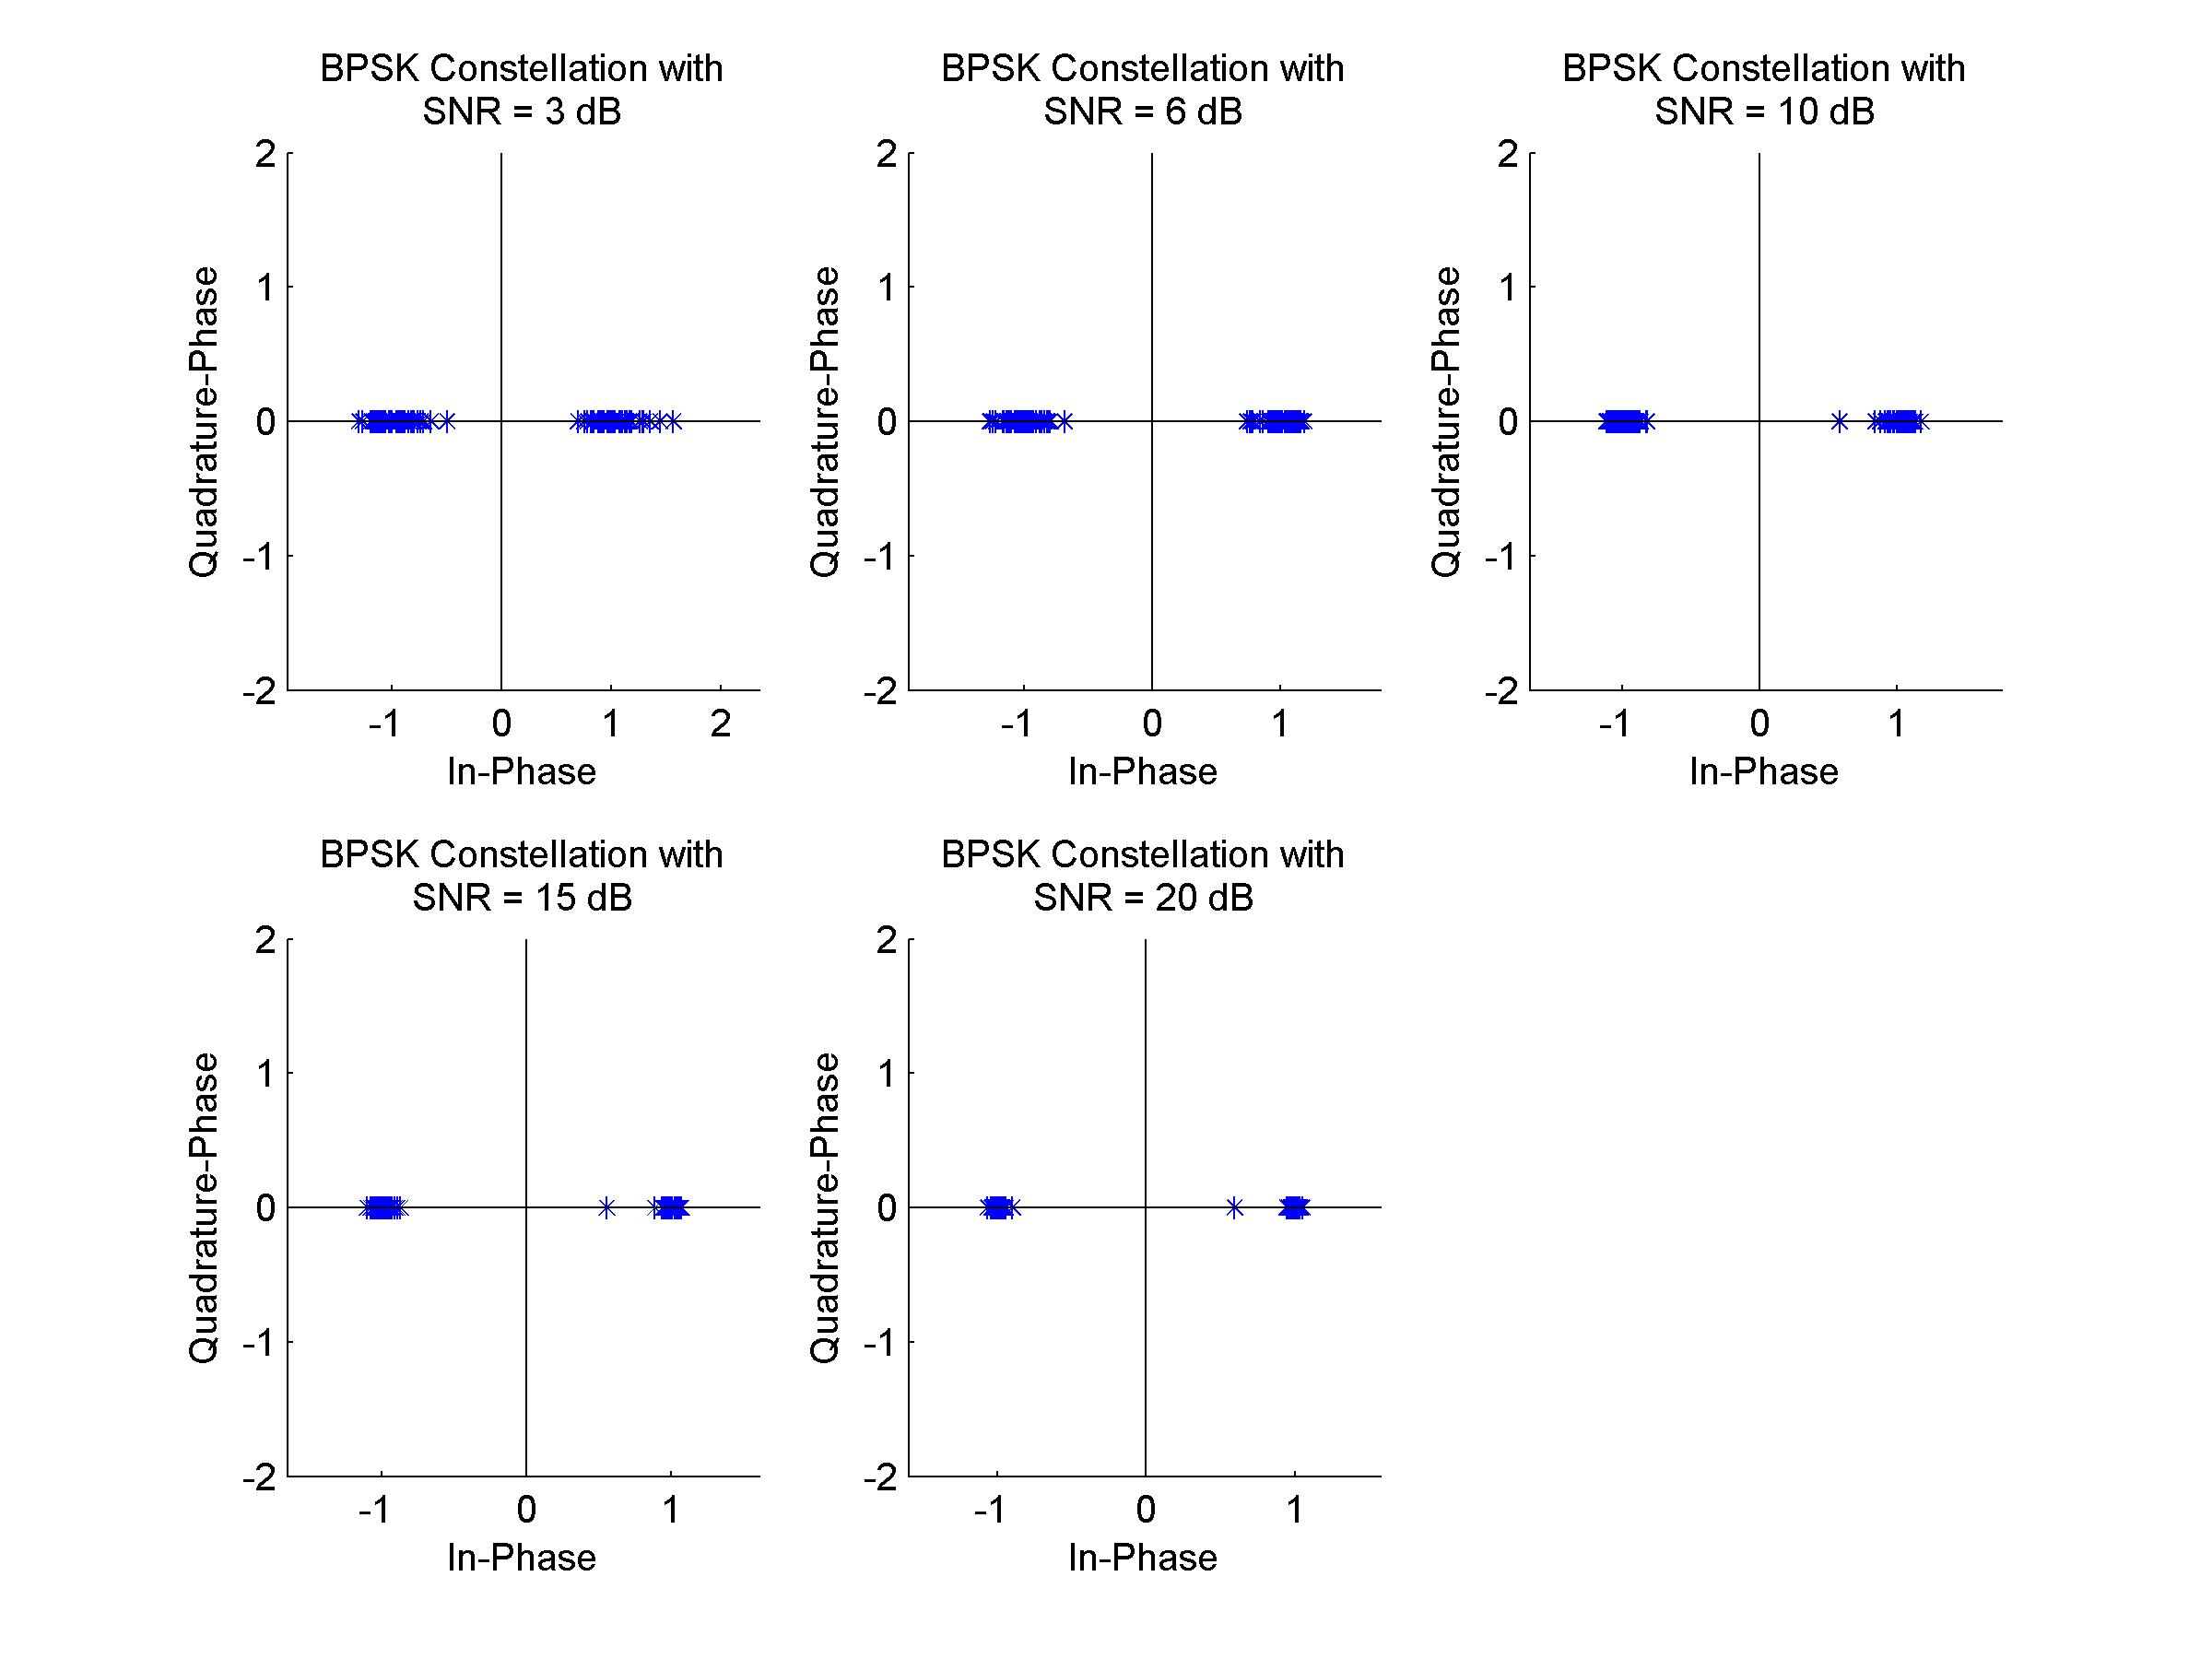 BPSK Constellation with
SNR = 3 dB
2
1
0
-1
-2
Quadrature-Phase
-1 0 1 2
In-Phase
BPSK Constellation with
SNR = 6 dB
2
1
0
-1
-2
Quadrature-Phase
-1 0 1
In-Phase
BPSK Constellation with
SNR = 10 dB
2
1
0
-1
-2
Quadrature-Phase
-1 0 1
In-Phase
BPSK Constellation with
SNR = 15 dB
2
1
0
-1
-2
Quadrature-Phase
-1 0 1
In-Phase
BPSK Constellation with
SNR = 20 dB
2
1
0
-1
-2
Quadrature-Phase
-1 0 1
In-Phase